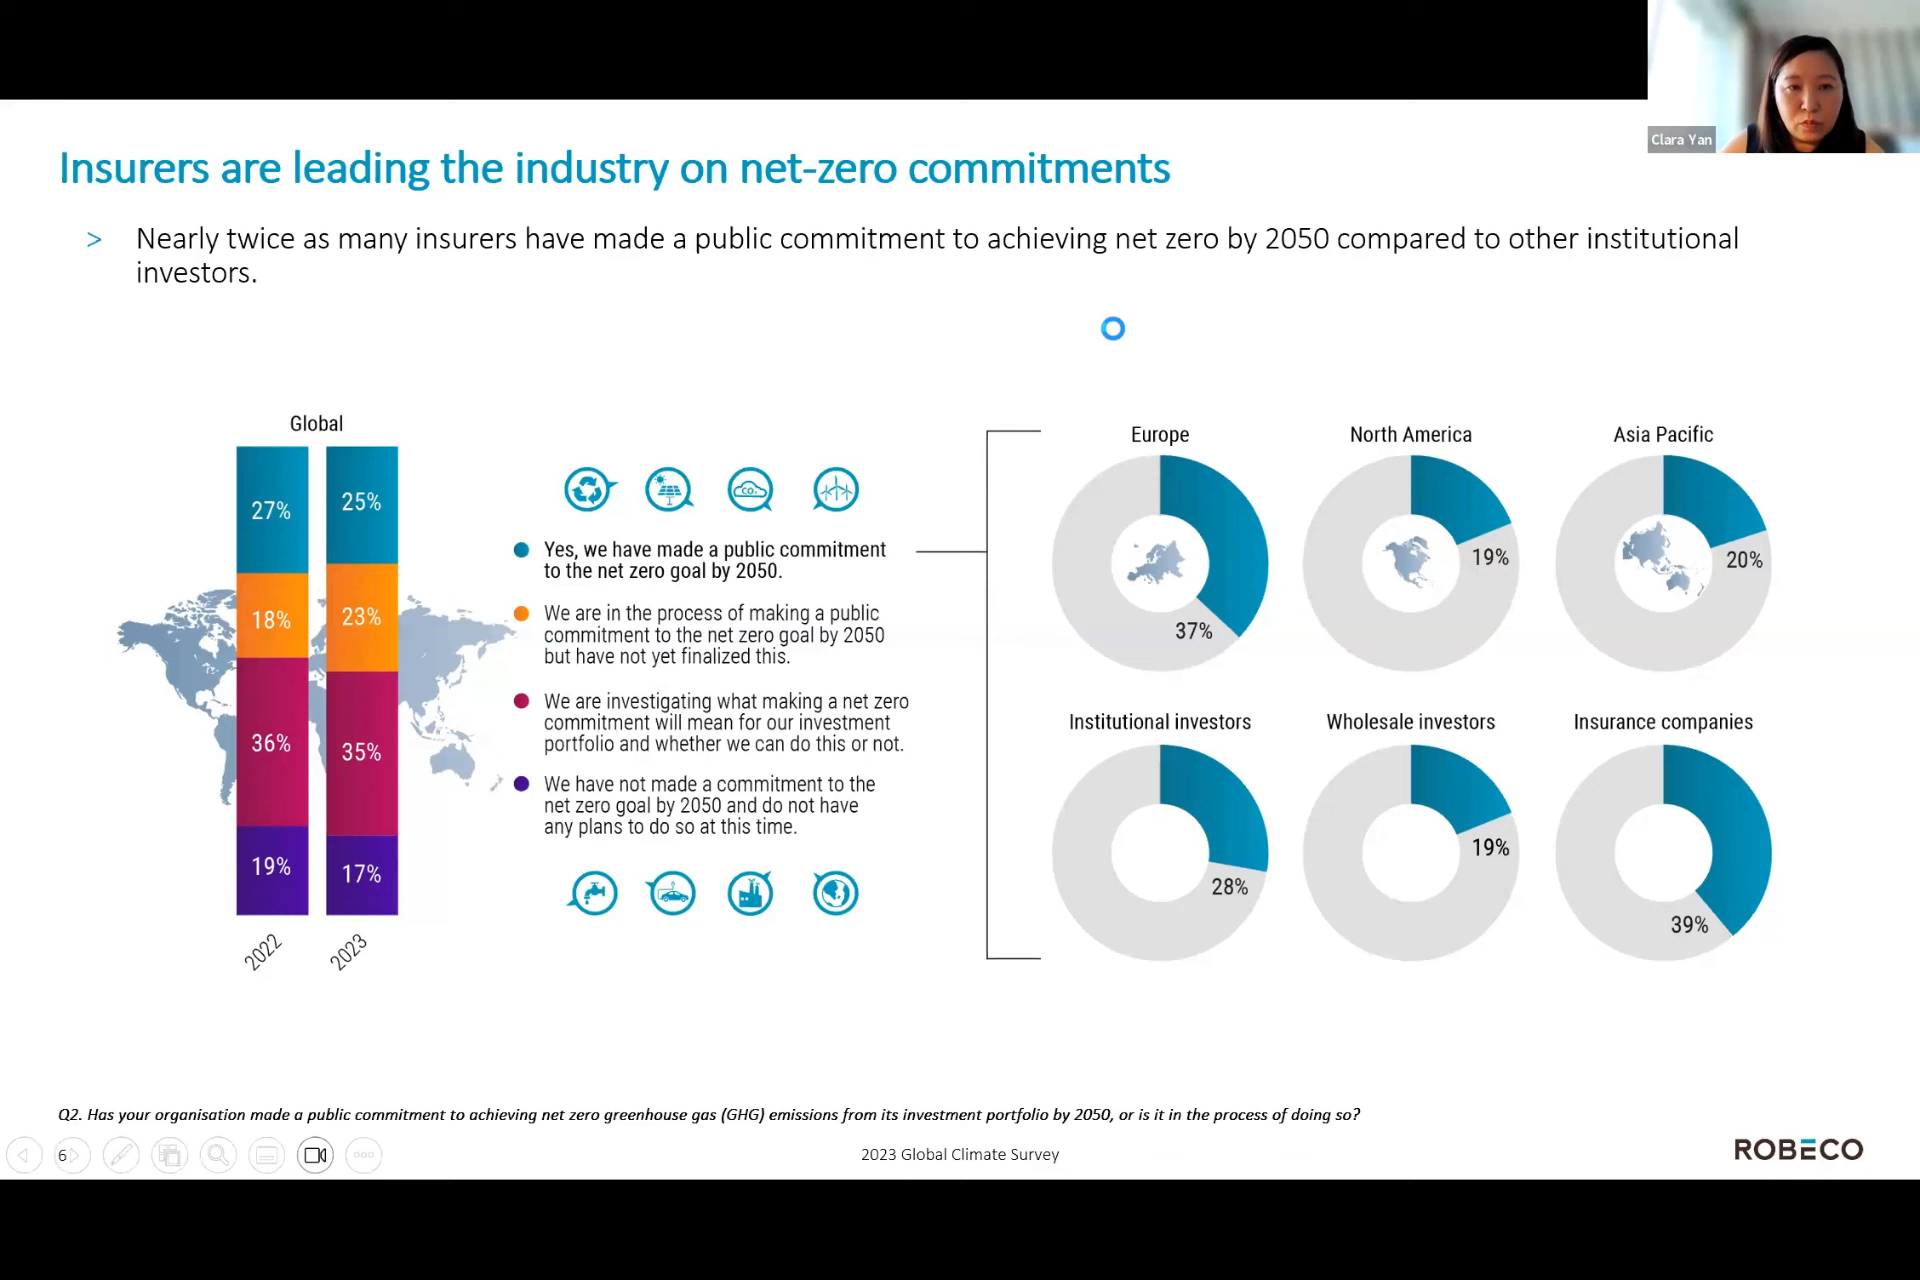 Clara Yan
Insurers are leading the industry on net-zero commitments
> Nearly twice as many insurers have made a public commitment to achieving net zero by 2050 compared to other institutional
investors.
Global
27%
18%
36%
19%
2022
25%
23%
35%
17%
2023
CO₂
Yes, we have made a public commitment
to the net zero goal by 2050.
We are in the process of making a public
commitment to the net zero goal by 2050
but have not yet finalized this.
We are investigating what making a net zero
commitment will mean for our investment
portfolio and whether we can do this or not.
We have not made a commitment to the
net zero goal by 2050 and do not have
any plans to do so at this time.
Europe
37%
North America
19%
Asia Pacific
20%
Institutional investors
28%
Wholesale investors
19%
Insurance companies
39%
Q2. Has your organisation made a public commitment to achieving net zero greenhouse gas (GHG) emissions from its investment portfolio by 2050, or is it in the process of doing so?
6
2023 Global Climate Survey
ROBECO